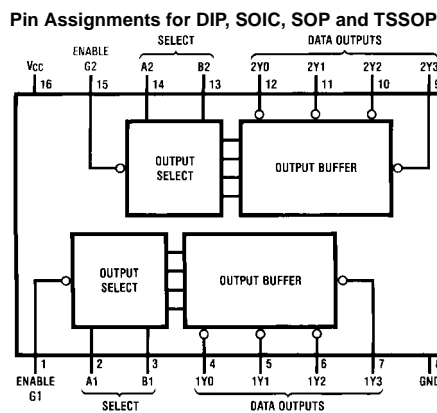 Pin Assignments for DIP, SOIC, SOP and TSSOP
SELECT DATA OUTPUTS
ENABLE
VCC G2 A2 B2 2Y0 2Y1 2Y2 2Y3
16 15 14 13 12 11 10 9
OUTPUT
SELECT
OUTPUT BUFFER
OUTPUT
SELECT
OUTPUT BUFFER
1 2 3 4 5 6 7 8
ENABLE
G1
A1 B1 1Y0 1Y1 1Y2 1Y3 GND
SELECT DATA OUTPUTS